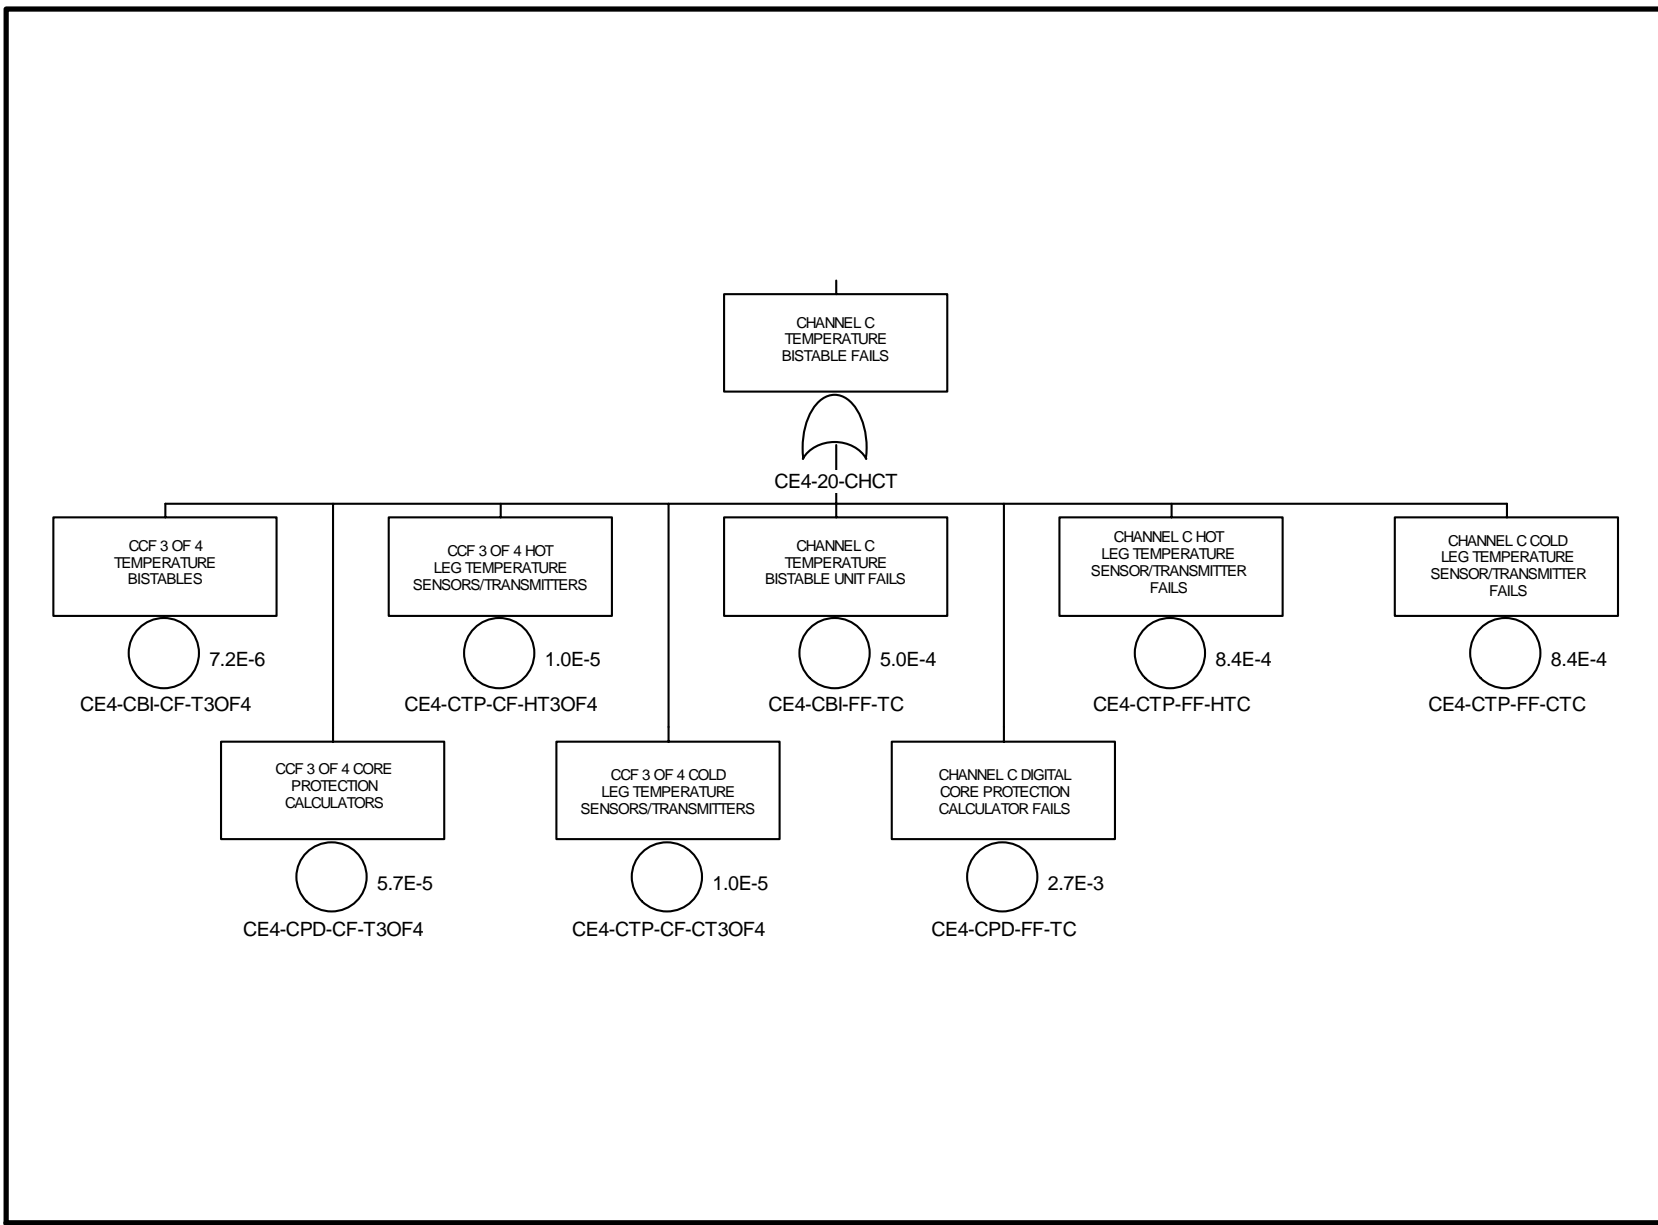 CHANNEL C
TEMPERATURE
BISTABLE FAILS
CE4-20-CHCT
CCF 3 OF 4
TEMPERATURE
BISTABLES
7.2E-6
CE4-CBI-CF-T3OF4
CCF 3 OF 4 HOT
LEG TEMPERATURE
SENSORS/TRANSMITTERS
1.0E-5
CE4-CTP-CF-HT3OF4
CHANNEL C
TEMPERATURE
BISTABLE UNIT FAILS
5.0E-4
CE4-CBI-FF-TC
CHANNEL C HOT
LEG TEMPERATURE
SENSOR/TRANSMITTER
FAILS
8.4E-4
CE4-CTP-FF-HTC
CHANNEL C COLD
LEG TEMPERATURE
SENSOR/TRANSMITTER
FAILS
8.4E-4
CE4-CTP-FF-CTC
CCF 3 OF 4 CORE
PROTECTION
CALCULATORS
5.7E-5
CE4-CPD-CF-T3OF4
CCF 3 OF 4 COLD
LEG TEMPERATURE
SENSORS/TRANSMITTERS
1.0E-5
CE4-CTP-CF-CT3OF4
CHANNEL C DIGITAL
CORE PROTECTION
CALCULATOR FAILS
2.7E-3
CE4-CPD-FF-TC